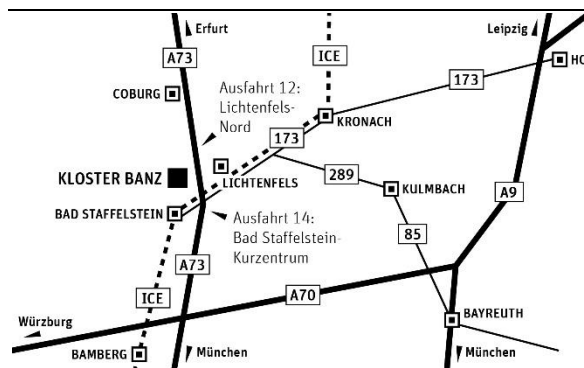 Erfurt
Leipzig
A73
ICE
HO
Ausfahrt 12:
Lichtenfels-
Nord
173
COBURG
KRONACH
173
KLOSTER BANZ
LICHTENFELS
289
KULMBACH
A9
BAD STAFFELSTEIN
Ausfahrt 14:
Bad Staffelstein-
Kurzentrum
85
A73
ICE
A70
Würzburg
BAYREUTH
BAMBERG
München
München